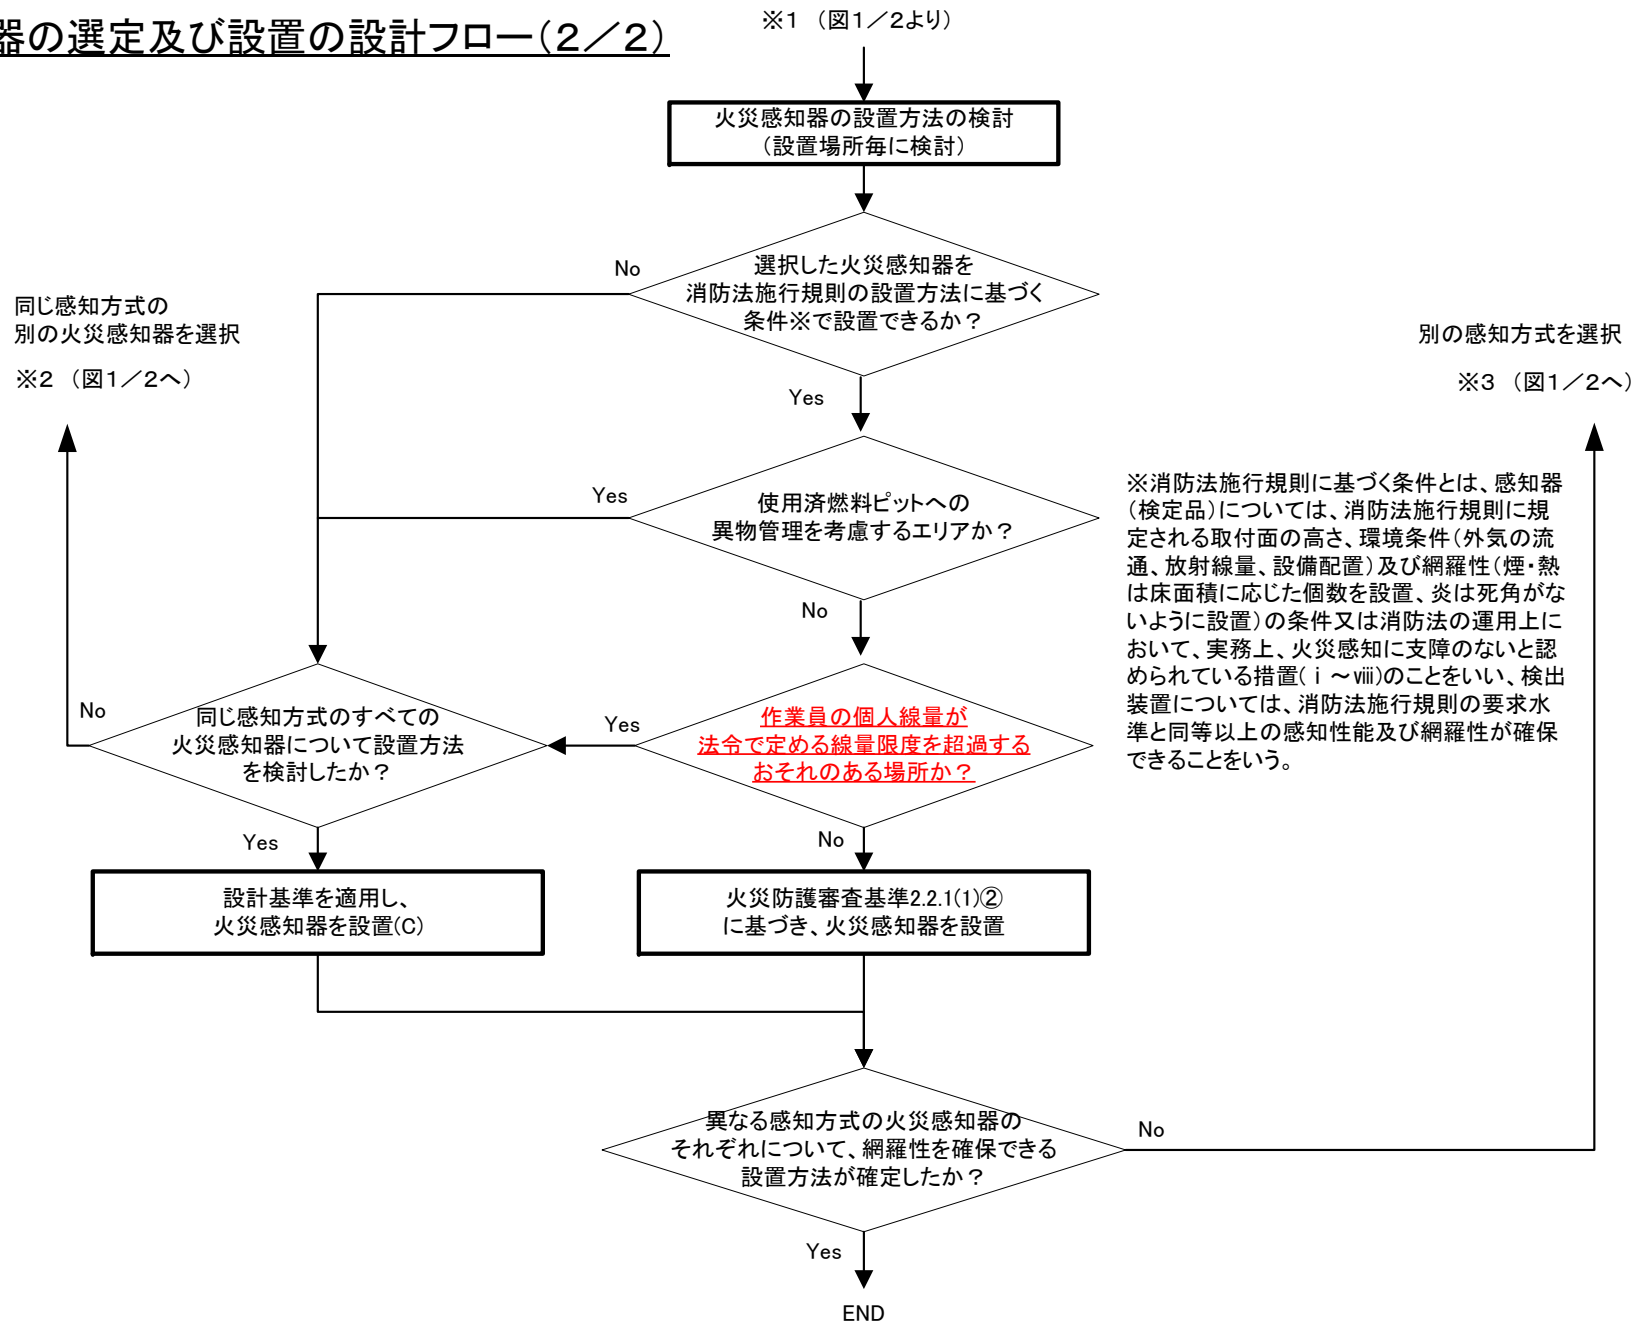 器の選定及び設置の設計フロー(2/2)
※1 (図1/2より)
火災感知器の設置方法の検討
(設置場所毎に検討)
選択した火災感知器を
消防法施行規則の設置方法に基づく
条件※で設置できるか?
No
Yes
同じ感知方式の
別の火災感知器を選択
※2 (図1/2へ)
別の感知方式を選択
※3 (図1/2へ)
使用済燃料ピットへの
異物管理を考慮するエリアか?
Yes
No
※消防法施行規則に基づく条件とは、感知器
(検定品)については、消防法施行規則に規
定される取付面の高さ、環境条件(外気の流
通、放射線量、設備配置)及び網羅性(煙・熱
は床面積に応じた個数を設置、炎は死角がな
いように設置)の条件又は消防法の運用上に
おいて、実務上、火災感知に支障のないと認
められている措置(ⅰ~ⅷ)のことをいい、検出
装置については、消防法施行規則の要求水
準と同等以上の感知性能及び網羅性が確保
できることをいう。
作業員の個人線量が
法令で定める線量限度を超過する
おそれのある場所か?
Yes
No
同じ感知方式のすべての
火災感知器について設置方法
を検討したか?
No
Yes
設計基準を適用し、
火災感知器を設置(C)
火災防護審査基準2.2.1(1)②
に基づき、火災感知器を設置
異なる感知方式の火災感知器の
それぞれについて、網羅性を確保できる
設置方法が確定したか?
No
Yes
END